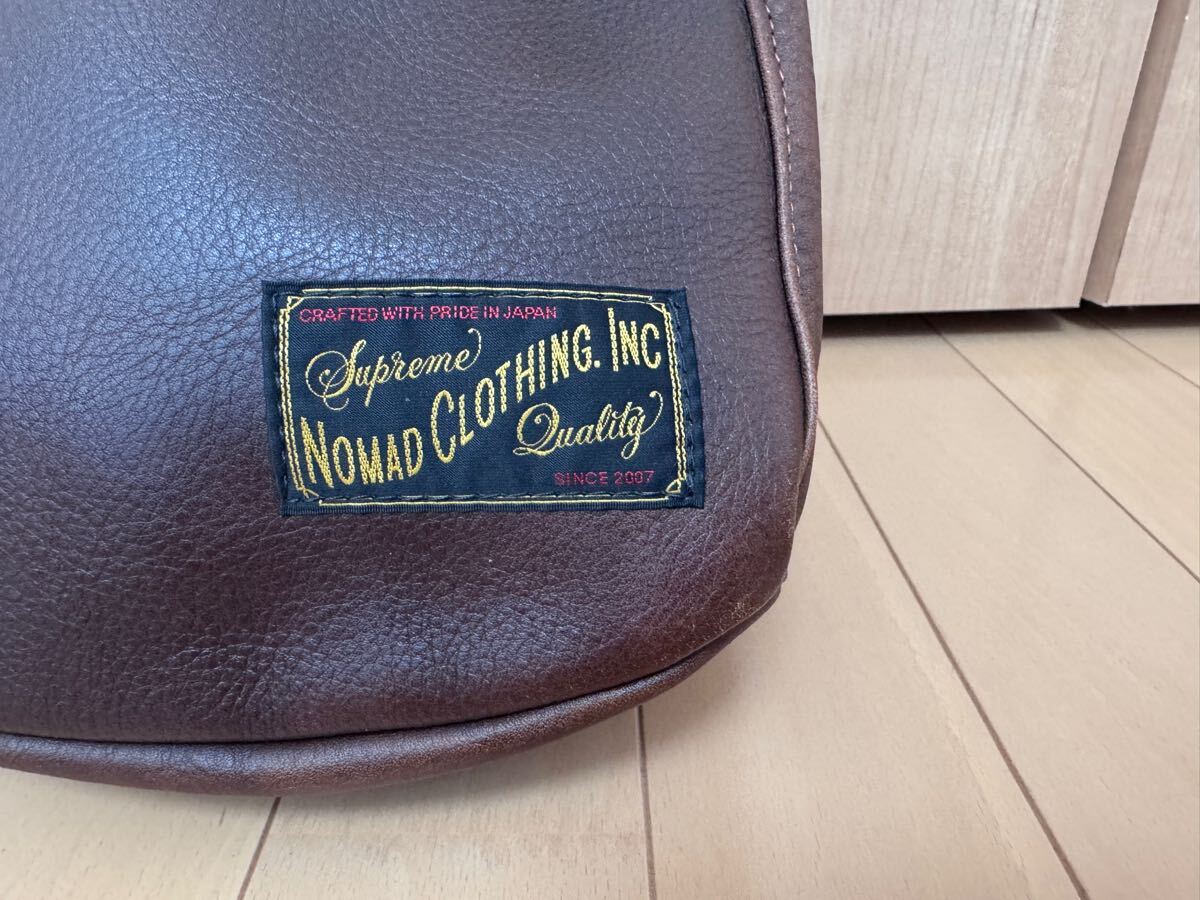 CRAFTED WITH PRIDE IN JAPAN
Supreme
NOMAD CLOTHING. INC
Quality
SINCE 2007